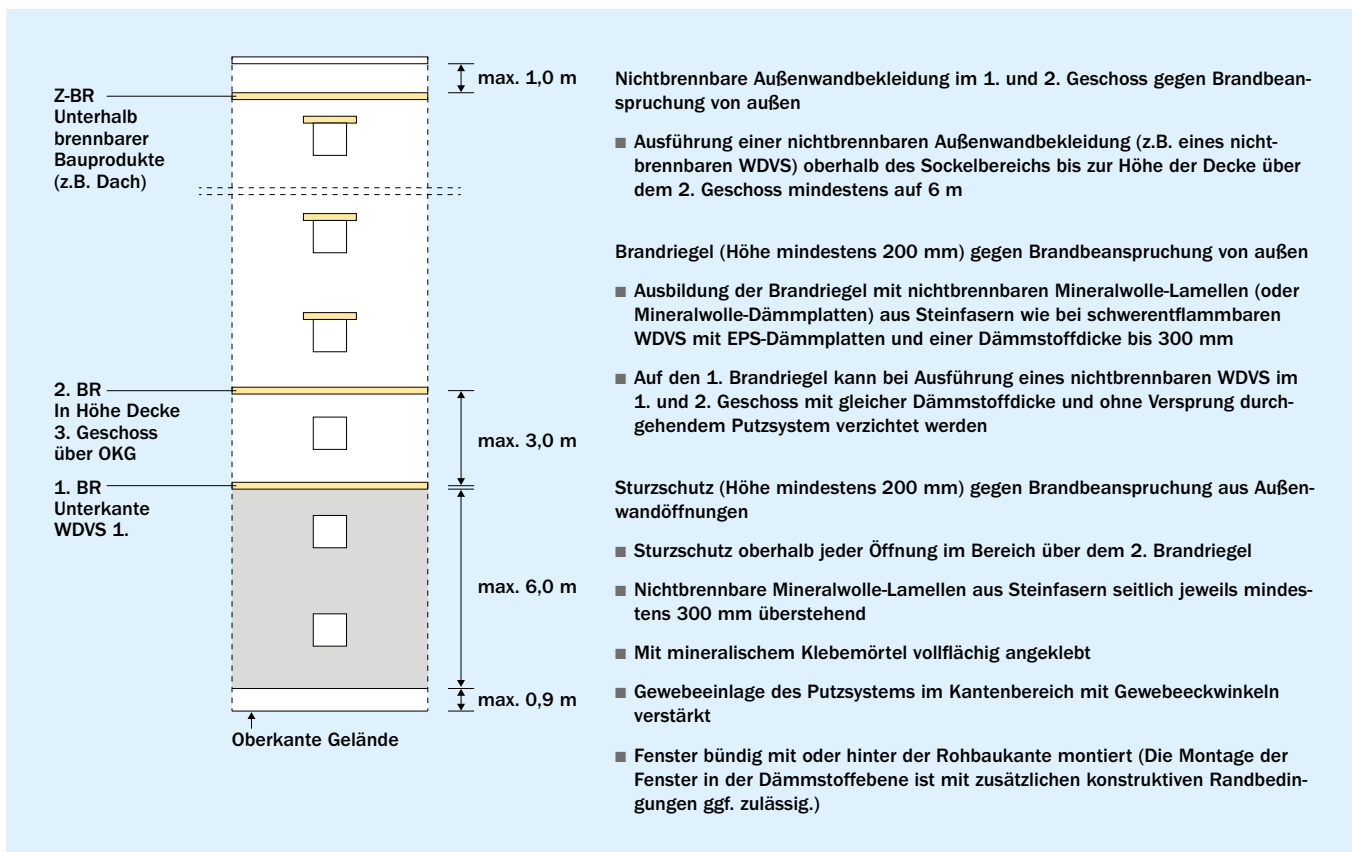 max. 1,0 m
Z-BR
Unterhalb
brennbarer
Bauprodukte
(z.B. Dach)
2. BR
In Höhe Decke
3. Geschoss
über OKG
max. 3,0 m
1. BR
Unterkante
WDVS 1.
max. 6,0 m
max. 0,9 m
Oberkante Gelände
Nichtbrennbare Außenwandbekleidung im 1. und 2. Geschoss gegen Brandbean-
spruchung von außen
■ Ausführung einer nichtbrennbaren Außenwandbekleidung (z.B. eines nicht-
brennbaren WDVS) oberhalb des Sockelbereichs bis zur Höhe der Decke über
dem 2. Geschoss mindestens auf 6 m
Brandriegel (Höhe mindestens 200 mm) gegen Brandbeanspruchung von außen
■ Ausbildung der Brandriegel mit nichtbrennbaren Mineralwolle-Lamellen (oder
Mineralwolle-Dämmplatten) aus Steinfasern wie bei schwerentflammbaren
WDVS mit EPS-Dämmplatten und einer Dämmstoffdicke bis 300 mm
■ Auf den 1. Brandriegel kann bei Ausführung eines nichtbrennbaren WDVS im
1. und 2. Geschoss mit gleicher Dämmstoffdicke und ohne Versprung durch-
gehendem Putzsystem verzichtet werden
Sturzschutz (Höhe mindestens 200 mm) gegen Brandbeanspruchung aus Außen-
wandöffnungen
■ Sturzschutz oberhalb jeder Öffnung im Bereich über dem 2. Brandriegel
■ Nichtbrennbare Mineralwolle-Lamellen aus Steinfasern seitlich jeweils mindes-
tens 300 mm überstehend
■ Mit mineralischem Klebemörtel vollflächig angeklebt
■ Gewebeeinlage des Putzsystems im Kantenbereich mit Gewebeeckwinkeln
verstärkt
■ Fenster bündig mit oder hinter der Rohbaukante montiert (Die Montage der
Fenster in der Dämmstoffebene ist mit zusätzlichen konstruktiven Randbedin-
gungen ggf. zulässig.)